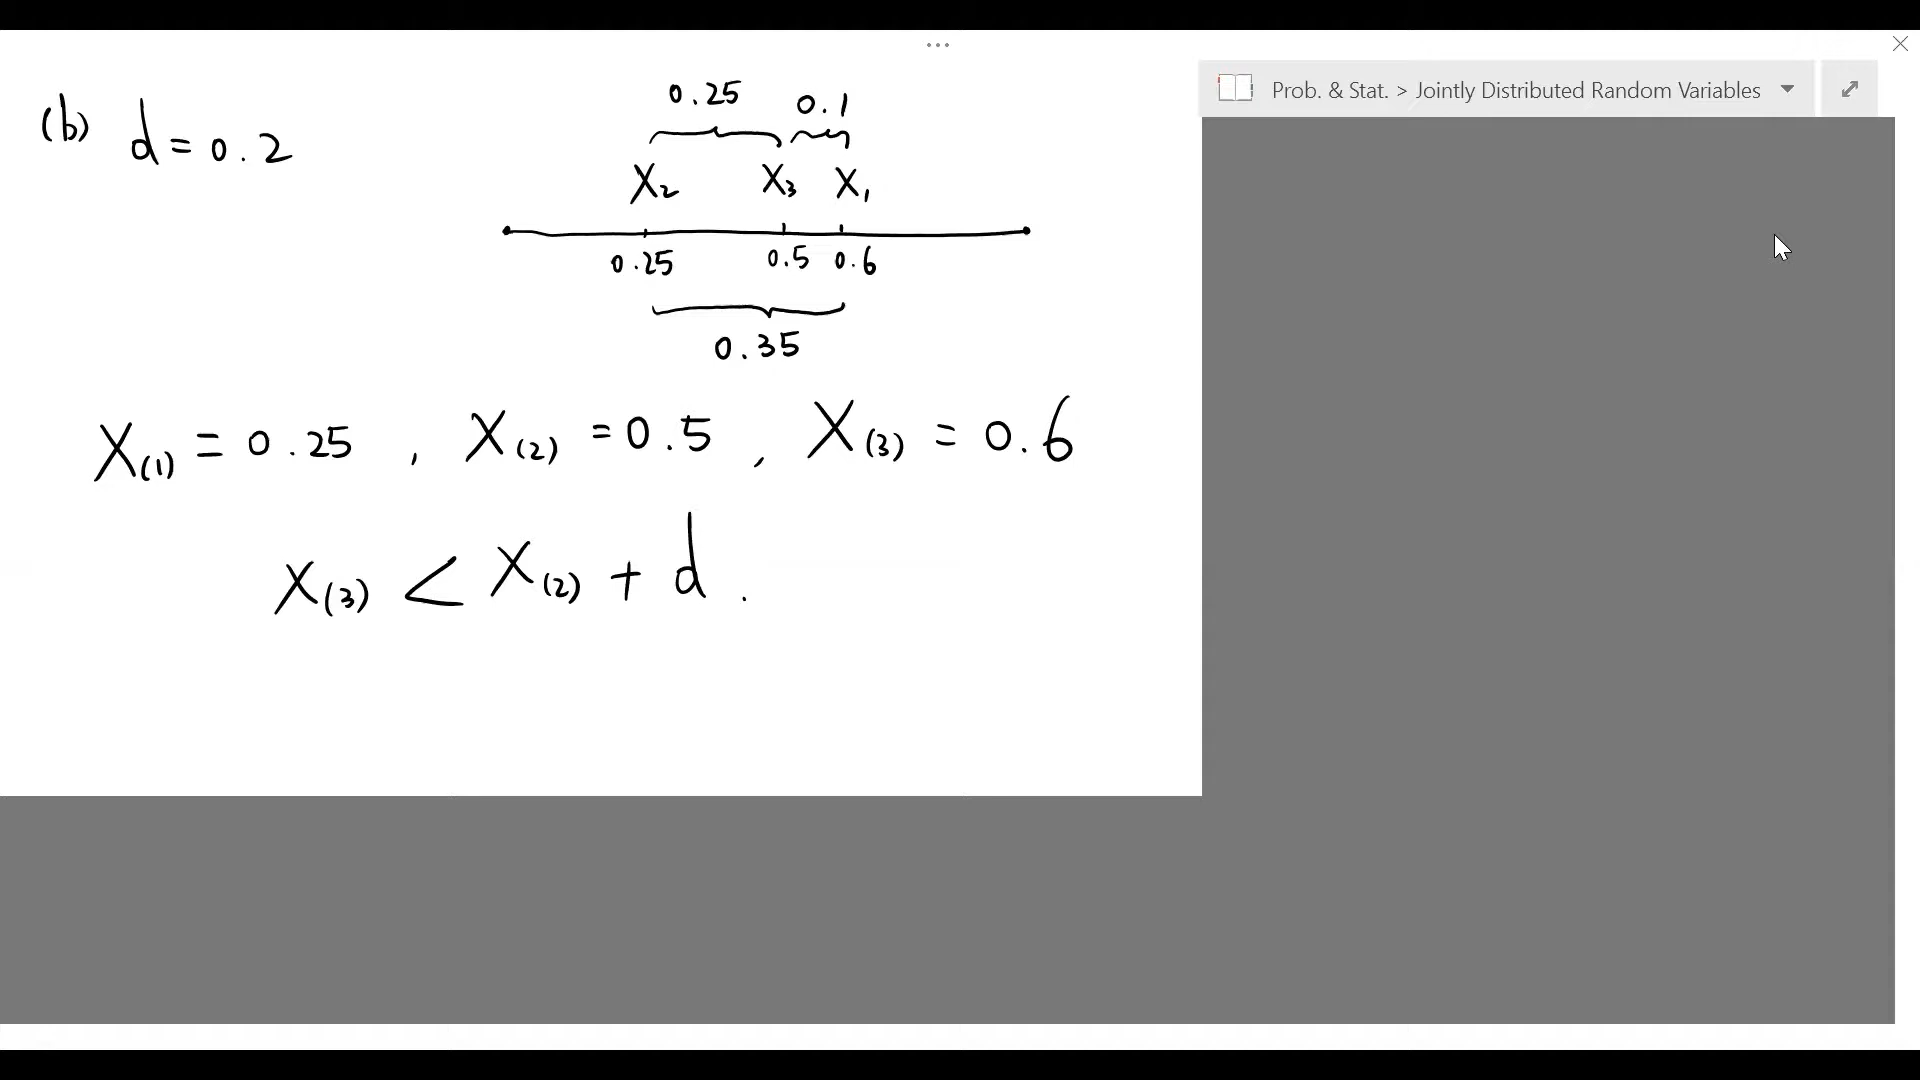 Prob. & Stat. > Jointly Distributed Random Variables
(b) d = 0.2
0.25 0.1
X₂ X₃ X₁
0.25 0.5 0.6
0.35
X₍₁₎ = 0.25 , X₍₂₎ = 0.5 , X₍₃₎ = 0.6
X₍₃₎ < X₍₂₎ + d .